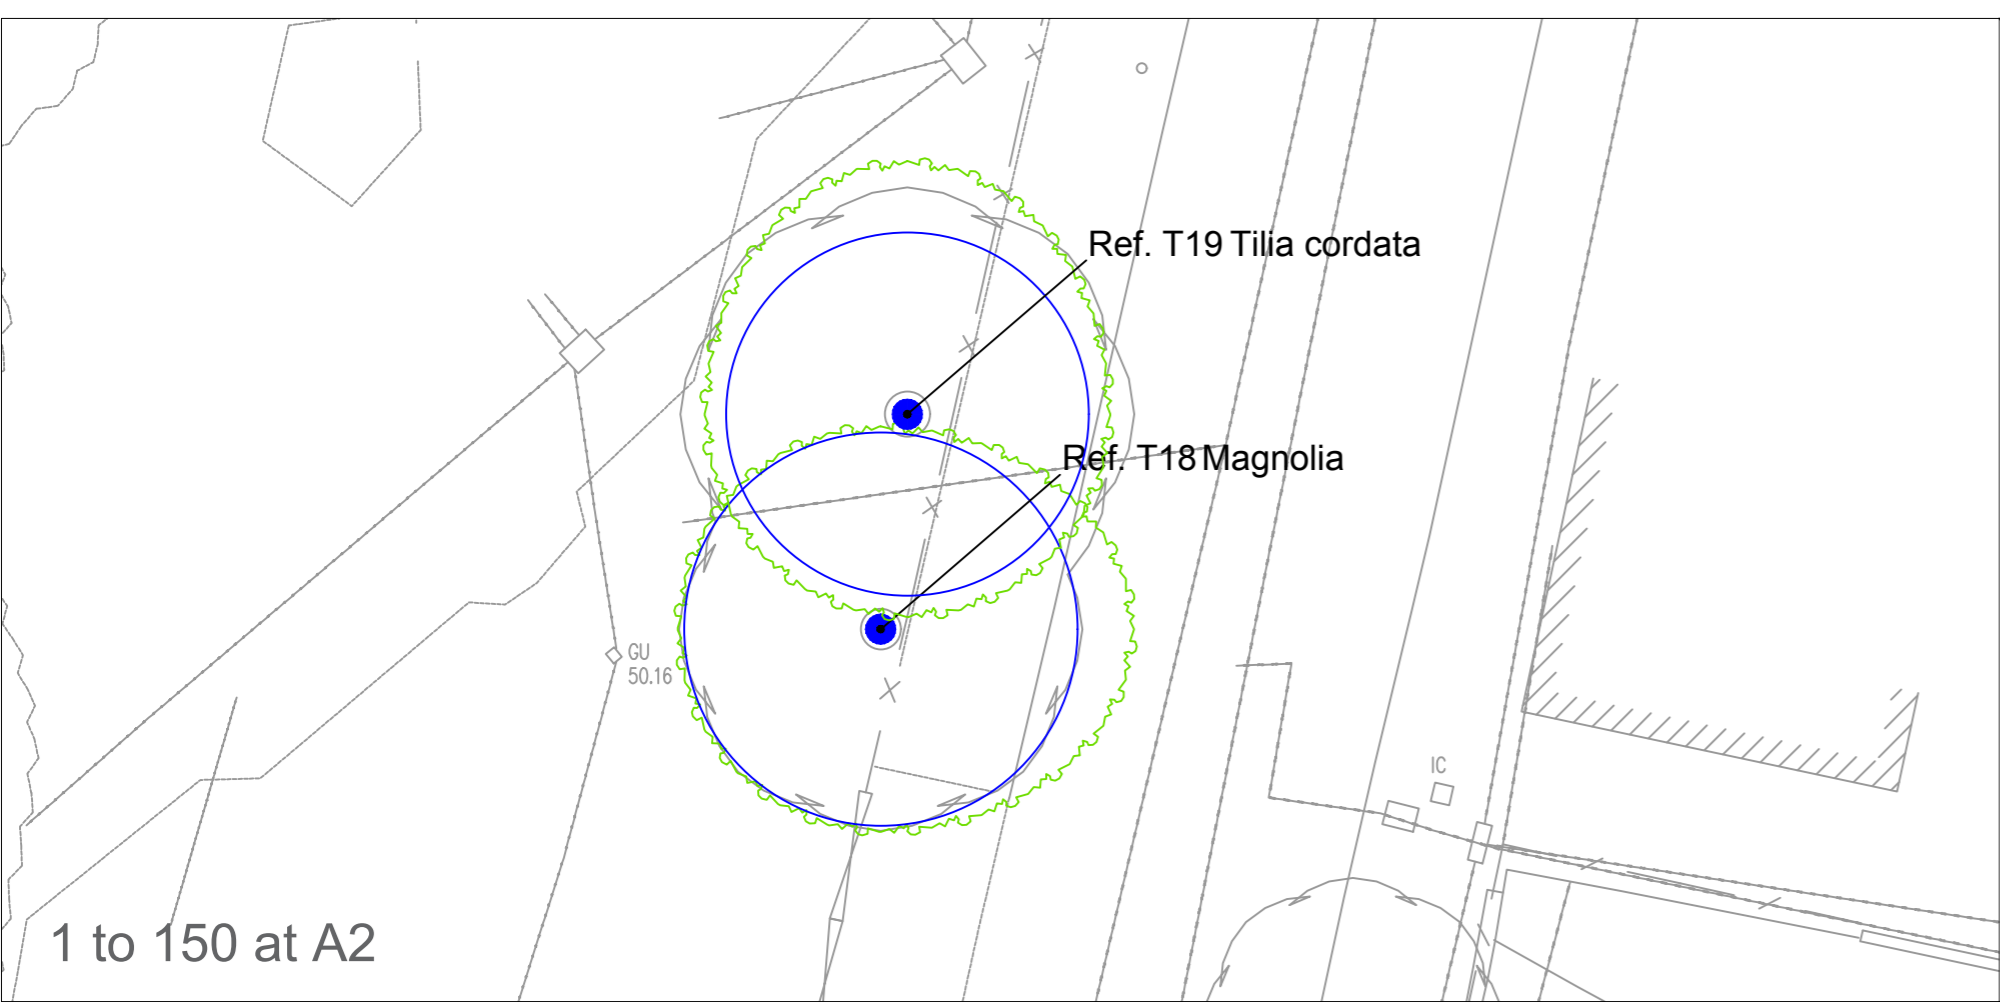 Ref. T19 Tilia cordata
Ref. T18 Magnolia
GU
50.16
IC
1 to 150 at A2